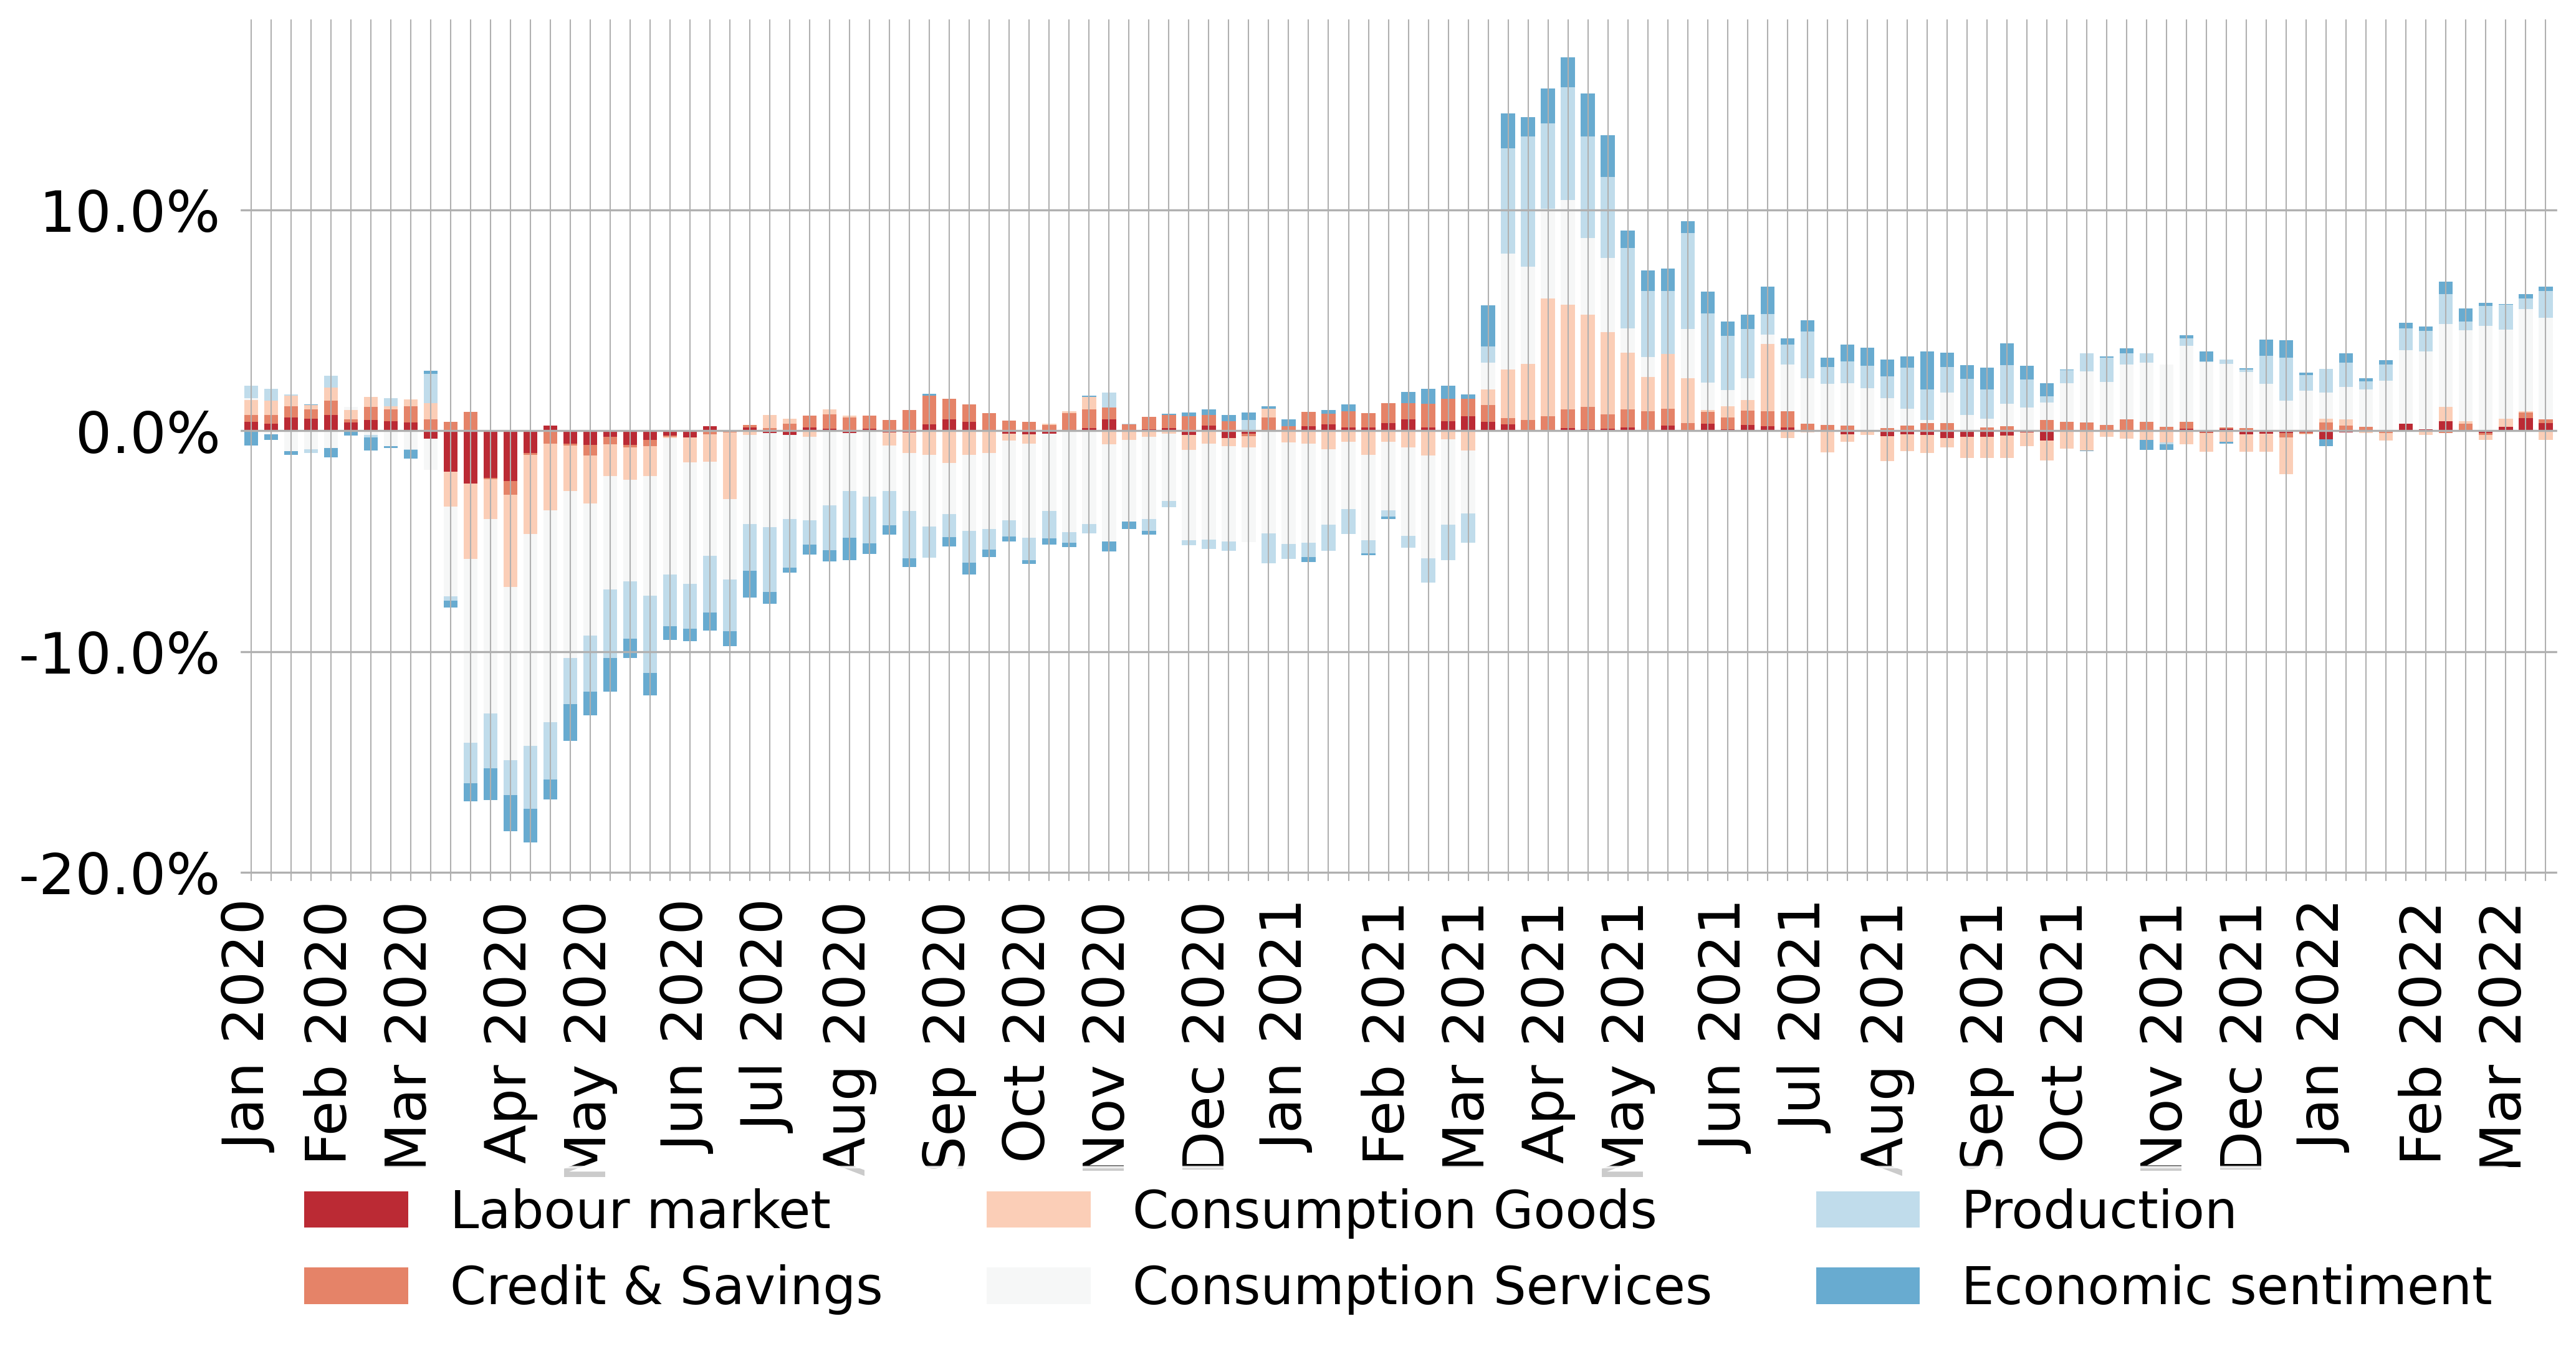 10.0%
0.0%
-10.0%
-20.0%
Jan 2020
Feb 2020
Mar 2020
Apr 2020
May 2020
Jun 2020
Jul 2020
Aug 2020
Sep 2020
Oct 2020
Nov 2020
Dec 2020
Jan 2021
Feb 2021
Mar 2021
Apr 2021
May 2021
Jun 2021
Jul 2021
Aug 2021
Sep 2021
Oct 2021
Nov 2021
Dec 2021
Jan 2022
Feb 2022
Mar 2022
Labour market
Credit & Savings
Consumption Goods
Consumption Services
Production
Economic sentiment